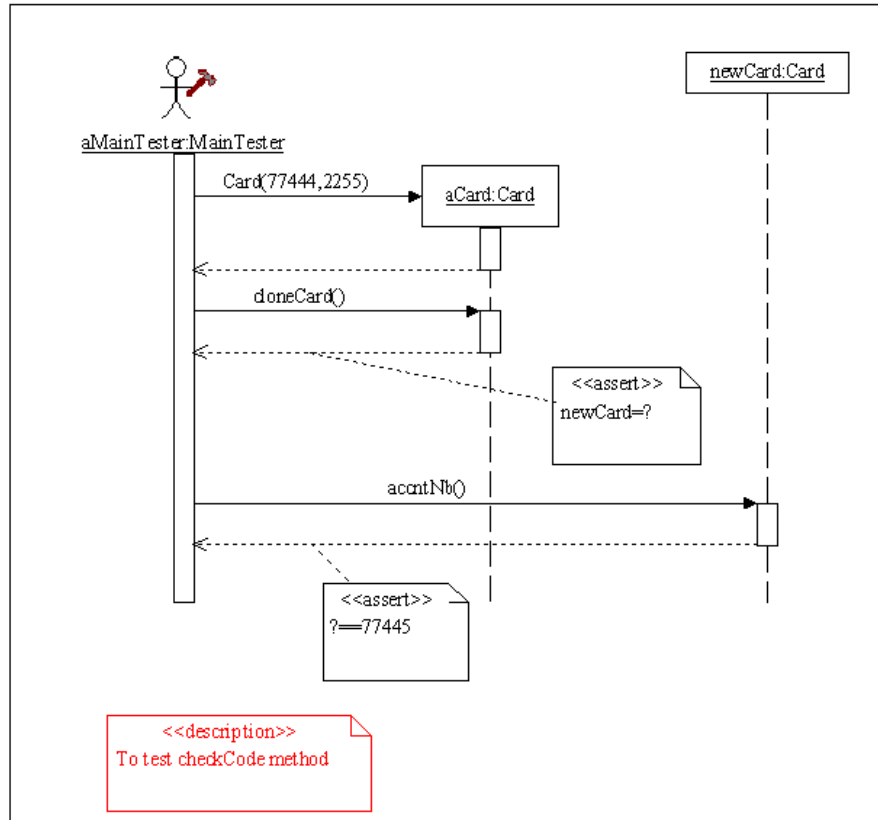 newCard:Card
aMainTester:MainTester
Card(77444,2255)
aCard:Card
cloneCard()
<<assert>>
newCard=?
accntNb()
<<assert>>
?==77445
<<description>>
To test checkCode method